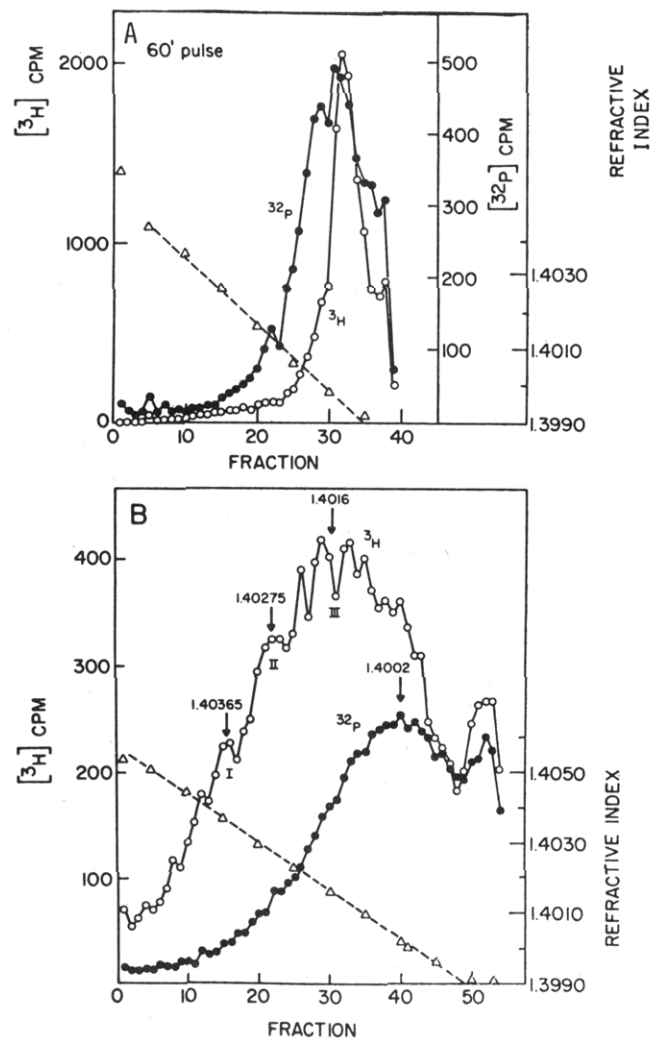 A
60' pulse
[³H] CPM
2000
1000
0
³²P
³H
500
400
300
200
100
[³²P] CPM
REFRACTIVE
INDEX
1.4030
1.4010
1.3990
0
10
20
30
40
FRACTION
B
[³H] CPM
400
300
200
100
1.4016
³H
1.40275
III
II
1.40365
I
1.4002
³²P
1.4050
1.4030
1.4010
1.3990
REFRACTIVE INDEX
0
10
20
30
40
50
FRACTION